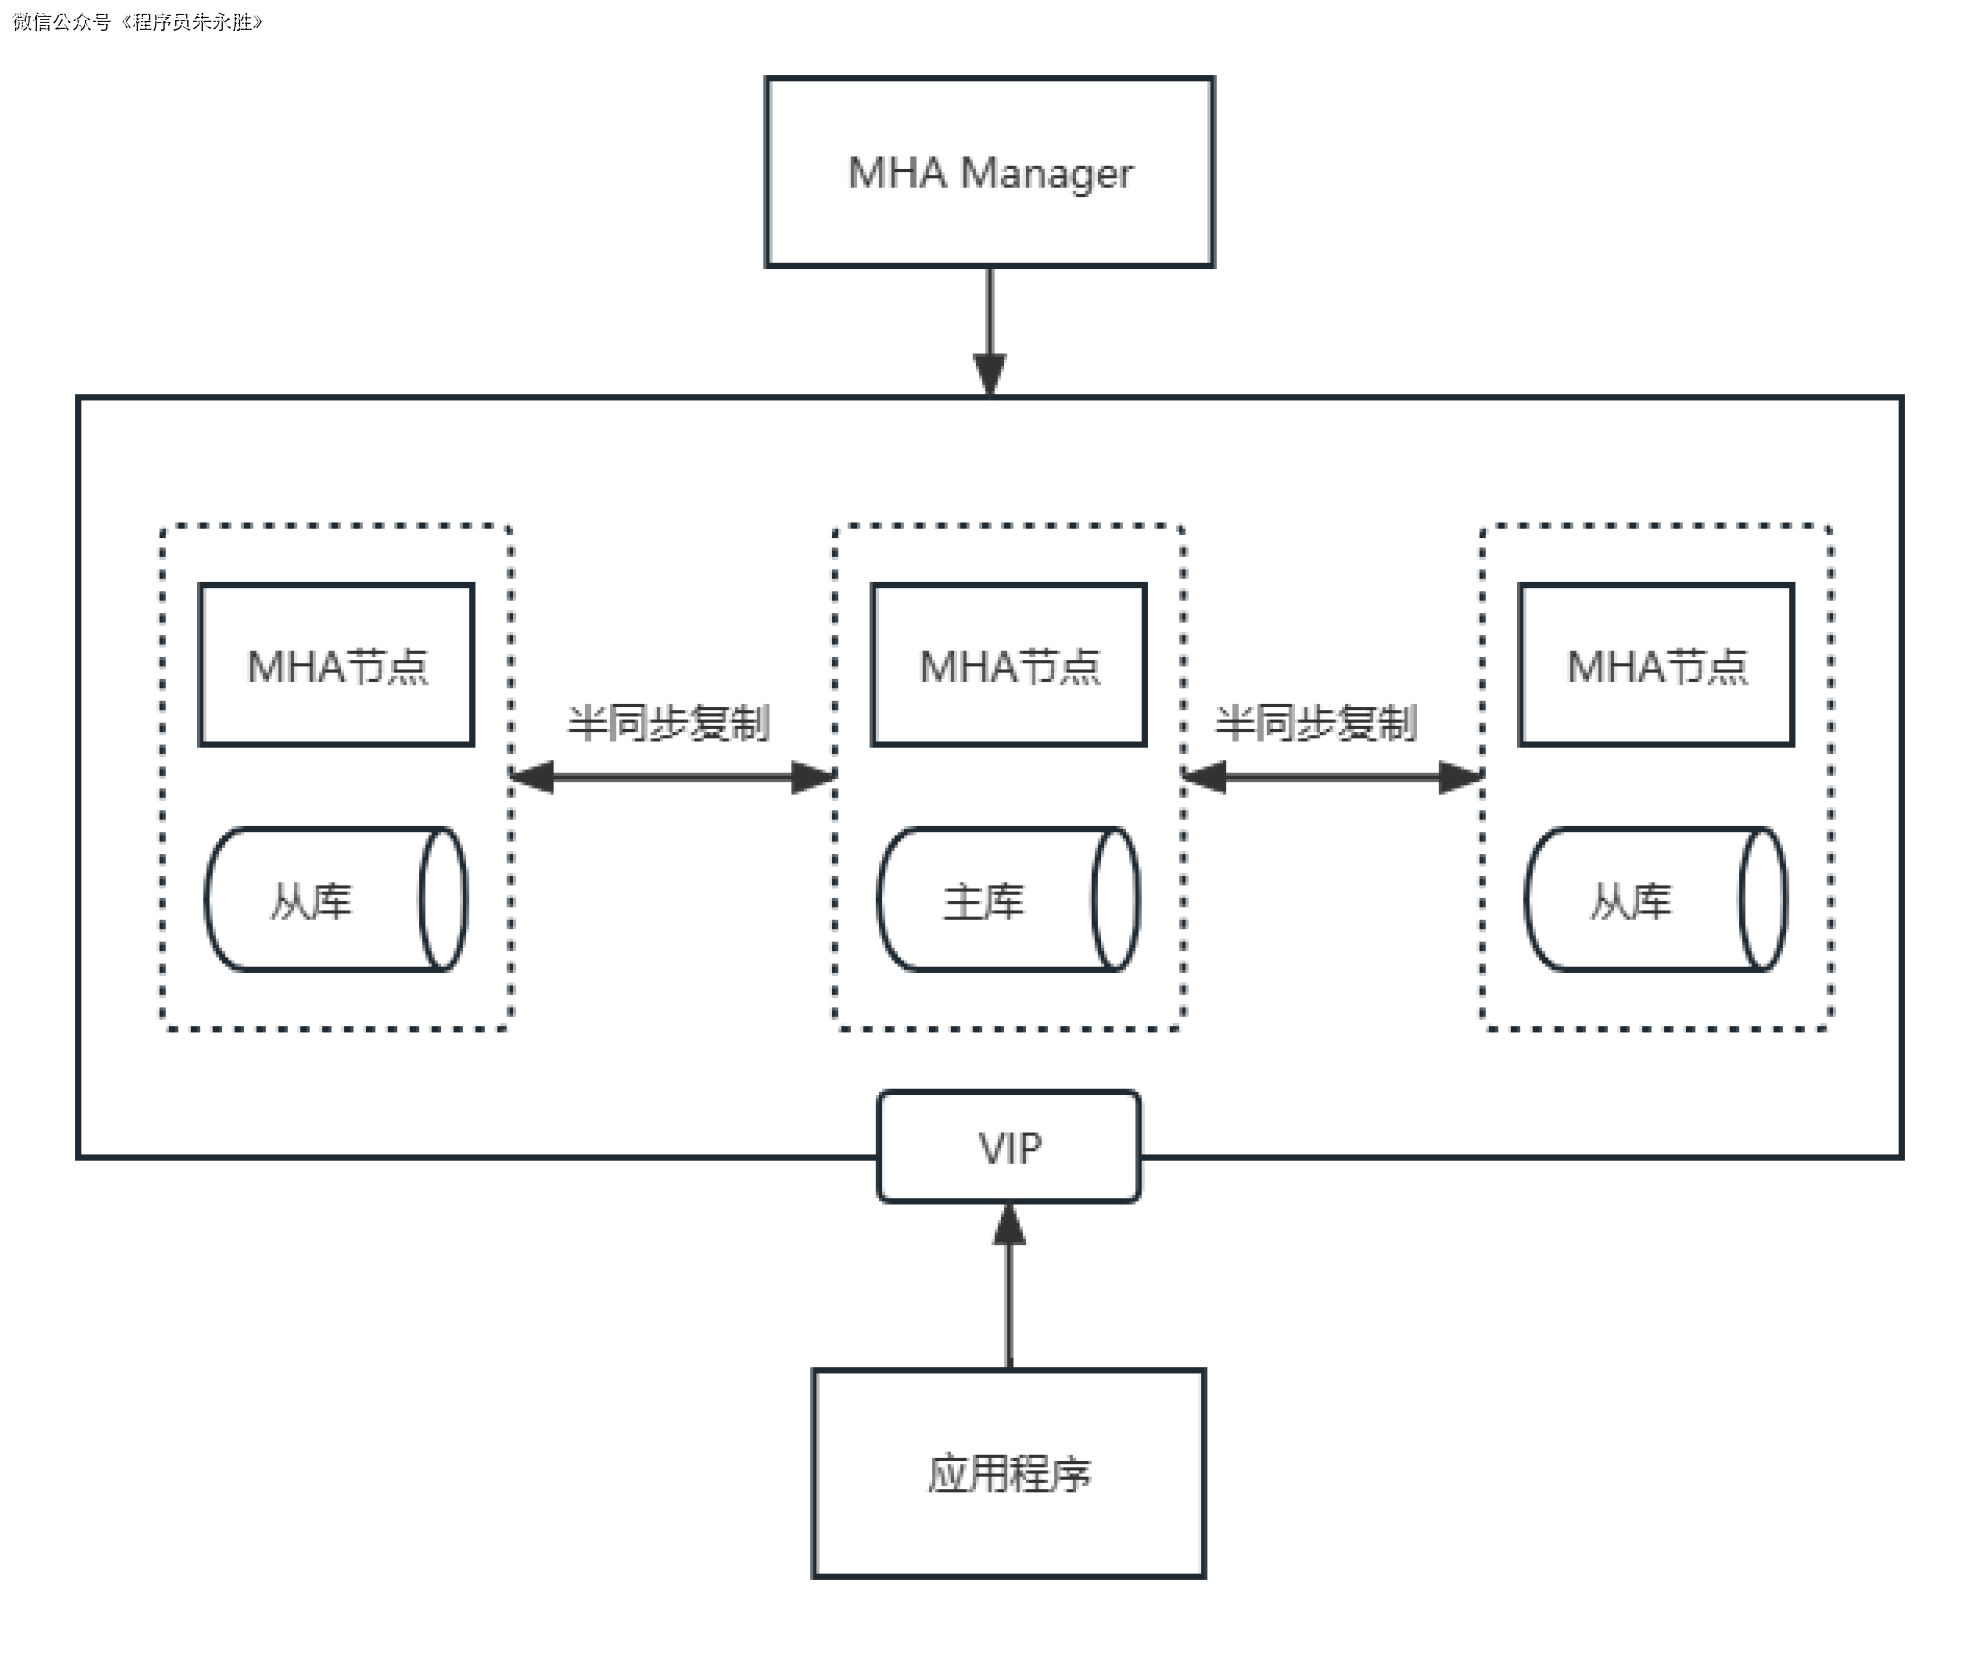 微信公众号《程序员朱永胜》
MHA Manager
MHA节点
MHA节点
MHA节点
半同步复制
半同步复制
从库
主库
从库
VIP
应用程序